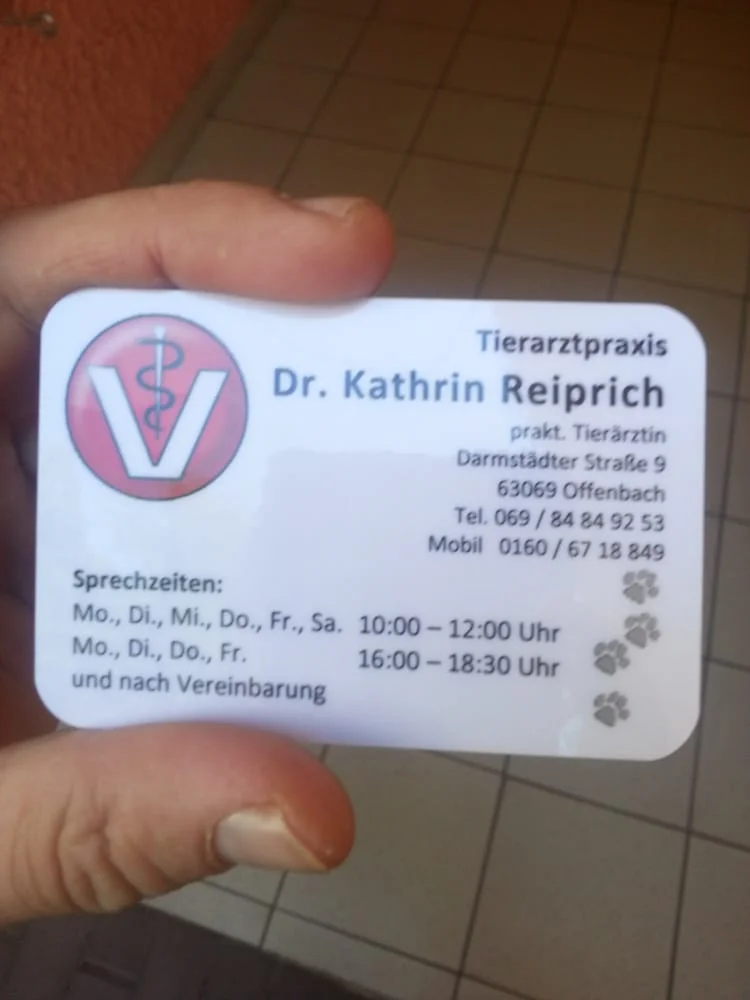 V
Tierarztpraxis
Dr. Kathrin Reiprich
prakt. Tierärztin
Darmstädter Straße 9
63069 Offenbach
Tel. 069 / 84 84 92 53
Mobil 0160 / 67 18 849
Sprechzeiten:
Mo., Di., Mi., Do., Fr., Sa. 10:00 – 12:00 Uhr
Mo., Di., Do., Fr. 16:00 – 18:30 Uhr
und nach Vereinbarung